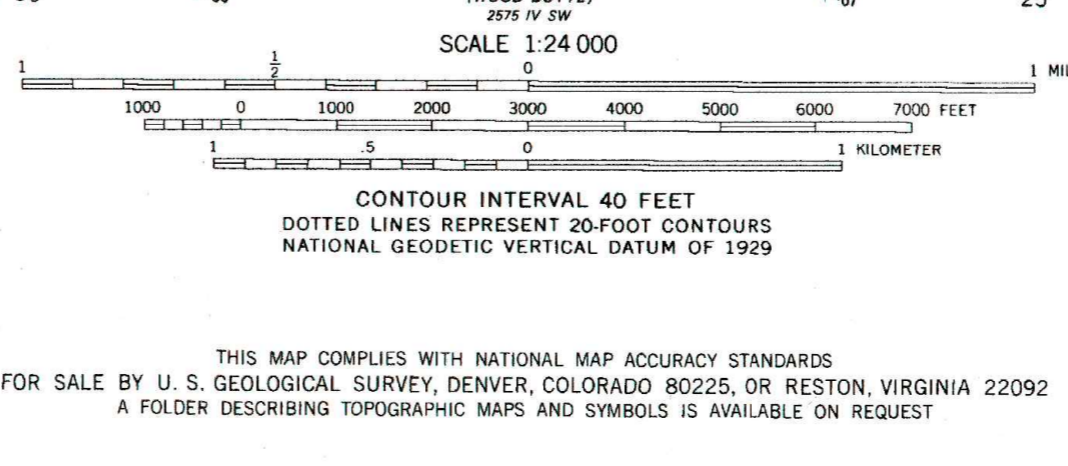 2575 IV SW
SCALE 1:24 000
1 ½ 0 1
1000 0 1000 2000 3000 4000 5000 6000 7000 FEET
1 .5 0 1 KILOMETER
CONTOUR INTERVAL 40 FEET
DOTTED LINES REPRESENT 20-FOOT CONTOURS
NATIONAL GEODETIC VERTICAL DATUM OF 1929
THIS MAP COMPLIES WITH NATIONAL MAP ACCURACY STANDARDS
FOR SALE BY U. S. GEOLOGICAL SURVEY, DENVER, COLORADO 80225, OR RESTON, VIRGINIA 22092
A FOLDER DESCRIBING TOPOGRAPHIC MAPS AND SYMBOLS IS AVAILABLE ON REQUEST